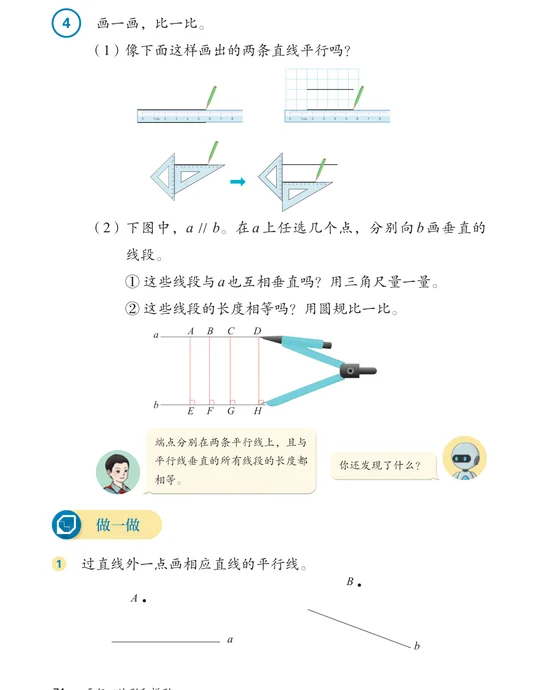 4 画一画，比一比。
（1）像下面这样画出的两条直线平行吗？
（2）下图中，a // b。在a上任选几个点，分别向b画垂直的
线段。
① 这些线段与a也互相垂直吗？用三角尺量一量。
② 这些线段的长度相等吗？用圆规比一比。
a A B C D
b E F G H
端点分别在两条平行线上，且与
平行线垂直的所有线段的长度都
相等。
你还发现了什么？
做一做
1 过直线外一点画相应直线的平行线。
A
B
a
b